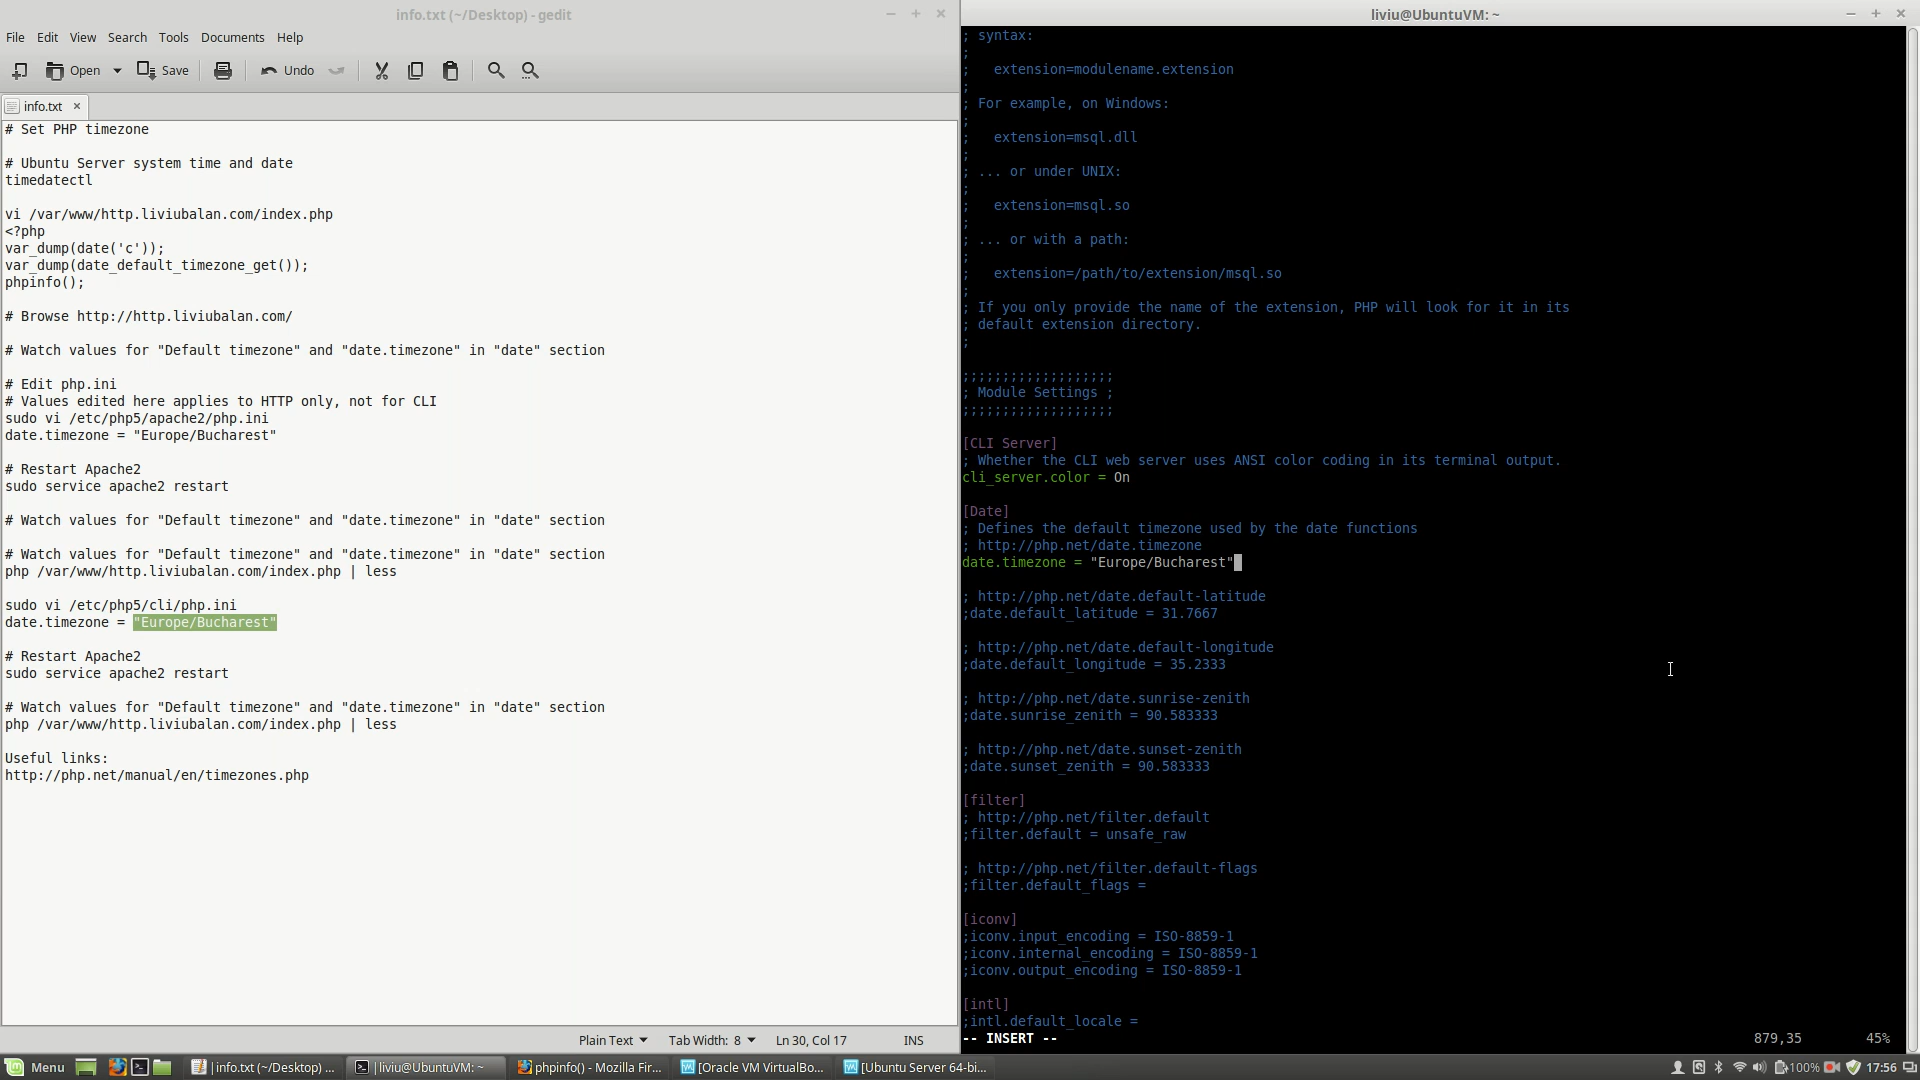 info.txt (~/Desktop) - gedit
File Edit View Search Tools Documents Help
Open Save Undo
info.txt
# Set PHP timezone
# Ubuntu Server system time and date
timedatectl
vi /var/www/http.liviubalan.com/index.php
<?php
var_dump(date('c'));
var_dump(date_default_timezone_get());
phpinfo();
# Browse http://http.liviubalan.com/
# Watch values for "Default timezone" and "date.timezone" in "date" section
# Edit php.ini
# Values edited here applies to HTTP only, not for CLI
sudo vi /etc/php5/apache2/php.ini
date.timezone = "Europe/Bucharest"
# Restart Apache2
sudo service apache2 restart
# Watch values for "Default timezone" and "date.timezone" in "date" section
# Watch values for "Default timezone" and "date.timezone" in "date" section
php /var/www/http.liviubalan.com/index.php | less
sudo vi /etc/php5/cli/php.ini
date.timezone = "Europe/Bucharest"
# Restart Apache2
sudo service apache2 restart
# Watch values for "Default timezone" and "date.timezone" in "date" section
php /var/www/http.liviubalan.com/index.php | less
Useful links:
http://php.net/manual/en/timezones.php
Plain Text Tab Width: 8 Ln 30, Col 17 INS
liviu@UbuntuVM: ~
; syntax:
;
;   extension=modulename.extension
;
; For example, on Windows:
;
;   extension=msql.dll
;
; ... or under UNIX:
;
;   extension=msql.so
;
; ... or with a path:
;
;   extension=/path/to/extension/msql.so
;
; If you only provide the name of the extension, PHP will look for it in its
; default extension directory.
;
;;;;;;;;;;;;;;;;;;;
; Module Settings ;
;;;;;;;;;;;;;;;;;;;
[CLI Server]
; Whether the CLI web server uses ANSI color coding in its terminal output.
cli_server.color = On
[Date]
; Defines the default timezone used by the date functions
; http://php.net/date.timezone
date.timezone = "Europe/Bucharest"
; http://php.net/date.default-latitude
;date.default_latitude = 31.7667
; http://php.net/date.default-longitude
;date.default_longitude = 35.2333
; http://php.net/date.sunrise-zenith
;date.sunrise_zenith = 90.583333
; http://php.net/date.sunset-zenith
;date.sunset_zenith = 90.583333
[filter]
; http://php.net/filter.default
;filter.default = unsafe_raw
; http://php.net/filter.default-flags
;filter.default_flags =
[iconv]
;iconv.input_encoding = ISO-8859-1
;iconv.internal_encoding = ISO-8859-1
;iconv.output_encoding = ISO-8859-1
[intl]
;intl.default_locale =
-- INSERT -- 879,35 45%
Menu info.txt (~/Desktop) ... liviu@UbuntuVM: ~ phpinfo() - Mozilla Fir... [Oracle VM VirtualBo... [Ubuntu Server 64-bi... 100% 17:56